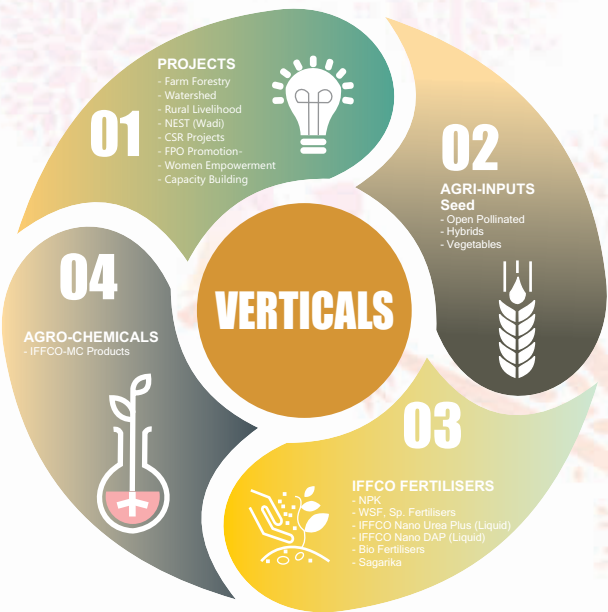 01
PROJECTS
- Farm Forestry
- Watershed
- Rural Livelihood
- NEST (Wadi)
- CSR Projects
- FPO Promotion-
- Women Empowerment
- Capacity Building
02
AGRI-INPUTS
Seed
- Open Pollinated
- Hybrids
- Vegetables
VERTICALS
03
IFFCO FERTILISERS
- NPK
- WSF, Sp. Fertilisers
- IFFCO Nano Urea Plus (Liquid)
- IFFCO Nano DAP (Liquid)
- Bio Fertilisers
- Sagarika
04
AGRO-CHEMICALS
- IFFCO-MC Products